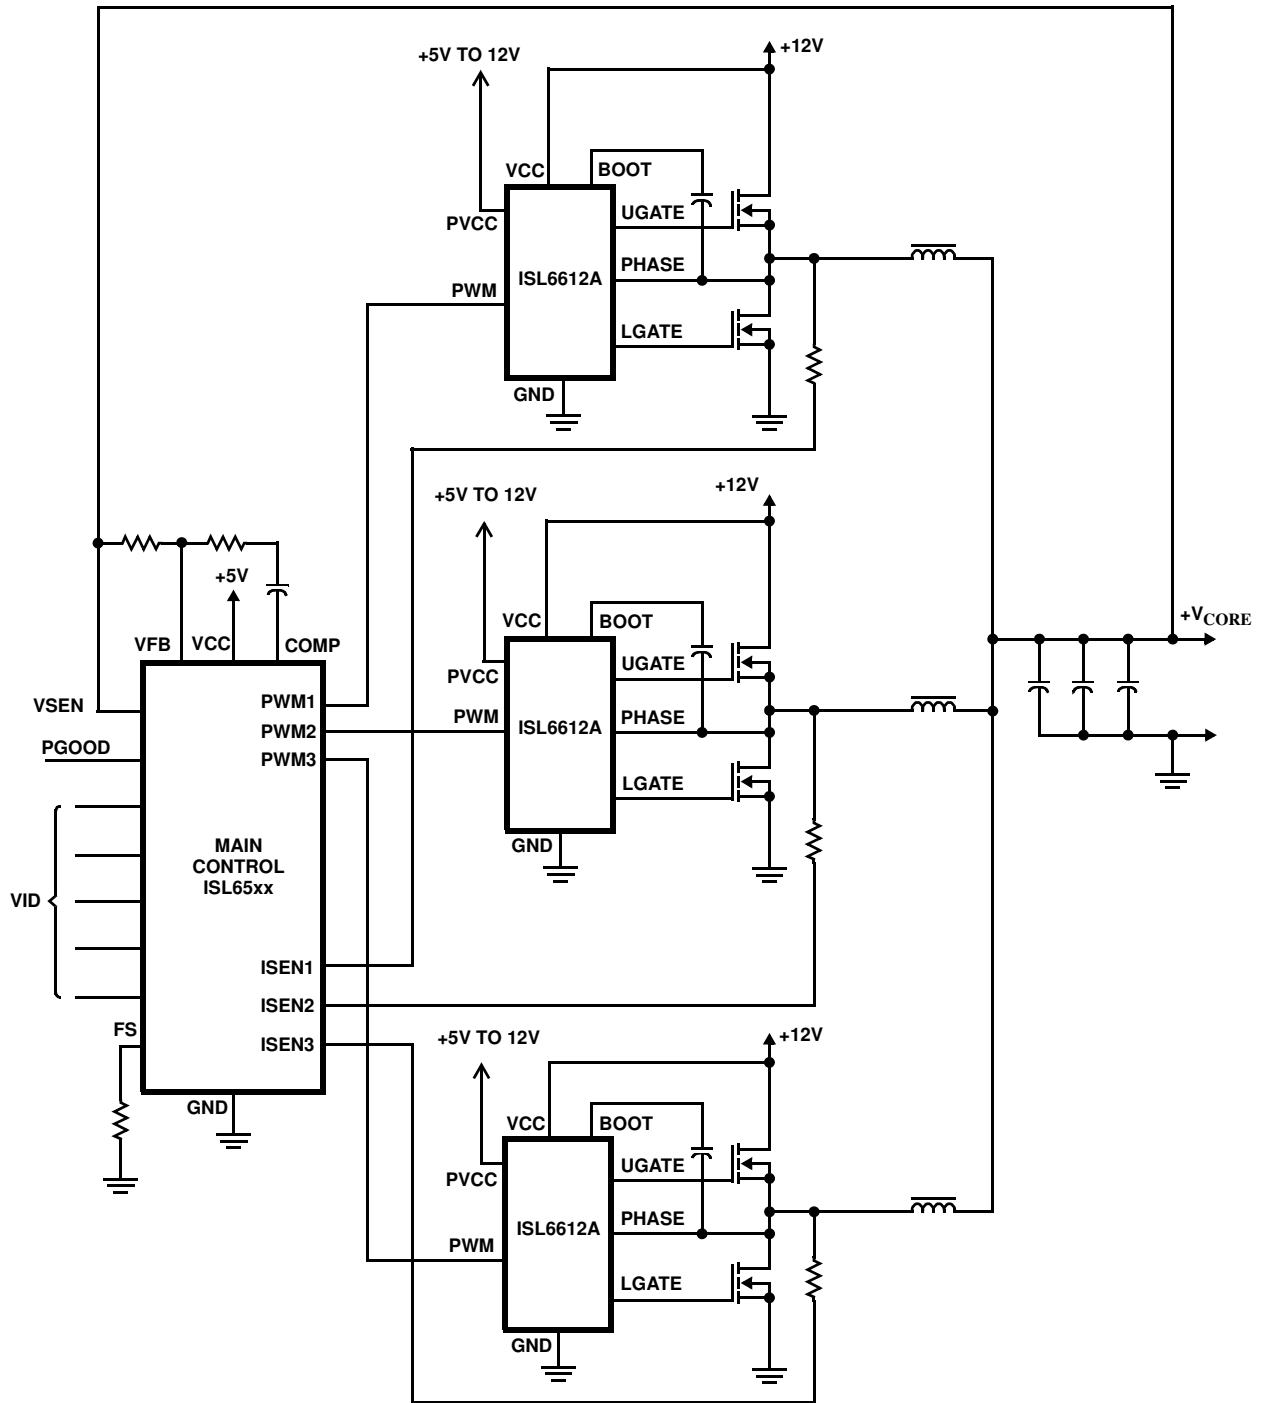 +5V TO 12V
+12V
VCC
BOOT
PVCC
UGATE
PHASE
ISL6612A
PWM
LGATE
GND
+5V TO 12V
+12V
VCC
BOOT
PVCC
UGATE
PWM
PHASE
ISL6612A
LGATE
GND
+5V
VFB
VCC
COMP
VSEN
PWM1
PWM2
PGOOD
PWM3
MAIN
CONTROL
ISL65xx
VID
ISEN1
ISEN2
FS
ISEN3
GND
+VCORE
+5V TO 12V
+12V
VCC
BOOT
PVCC
UGATE
PHASE
ISL6612A
PWM
LGATE
GND